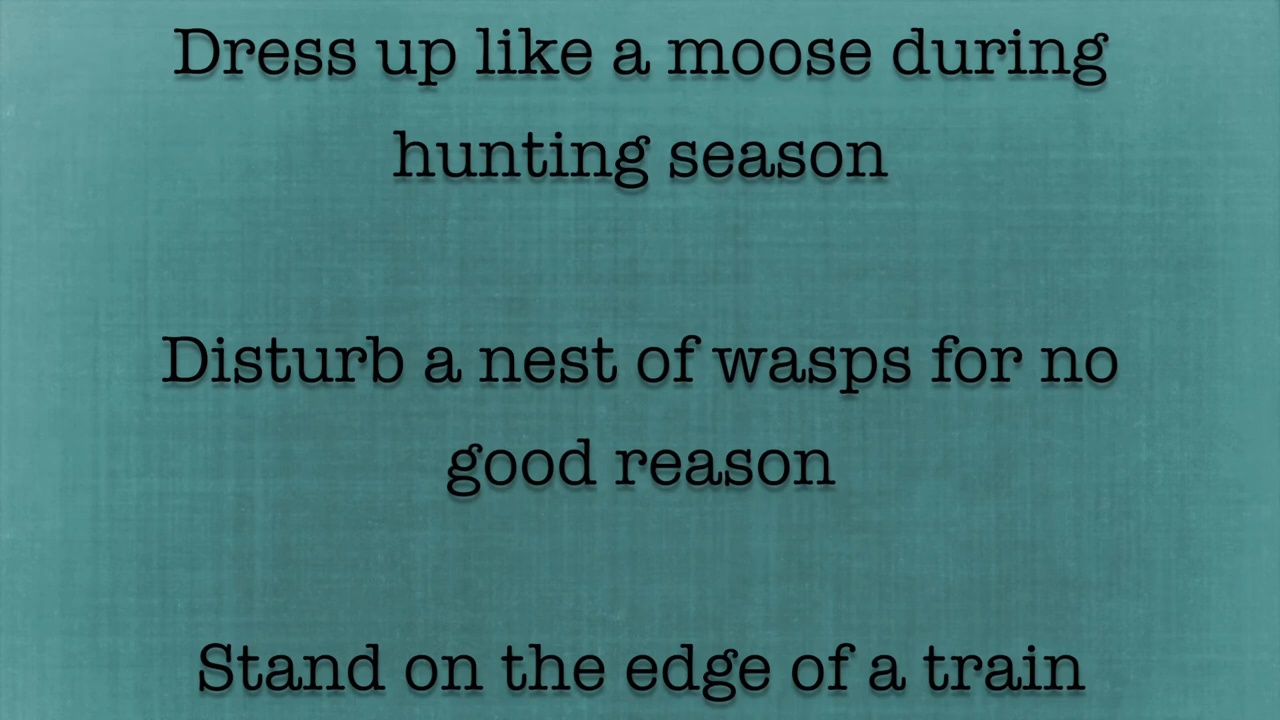 Dress up like a moose during
hunting season
Disturb a nest of wasps for no
good reason
Stand on the edge of a train